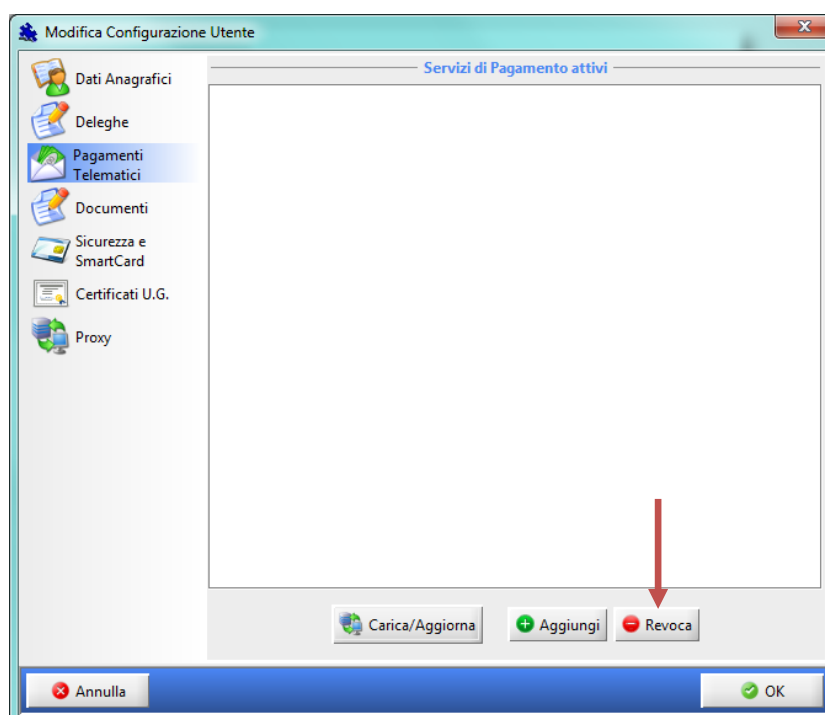 Modifica Configurazione Utente
Dati Anagrafici
Deleghe
Pagamenti
Telematici
Documenti
Sicurezza e
SmartCard
Certificati U.G.
Proxy
Servizi di Pagamento attivi
Carica/Aggiorna
Aggiungi
Revoca
Annulla
OK